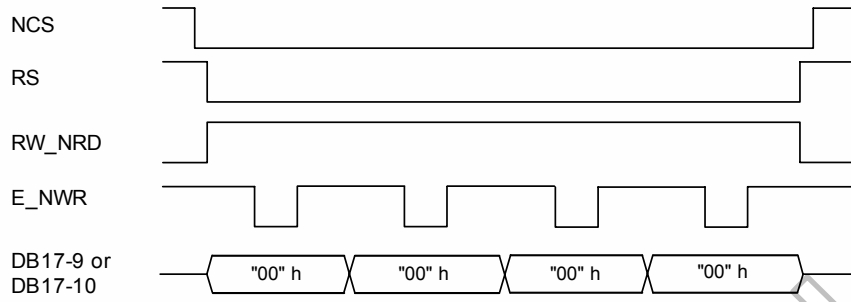 NCS
RS
RW_NRD
E_NWR
DB17-9 or
DB17-10
"00" h "00" h "00" h "00" h